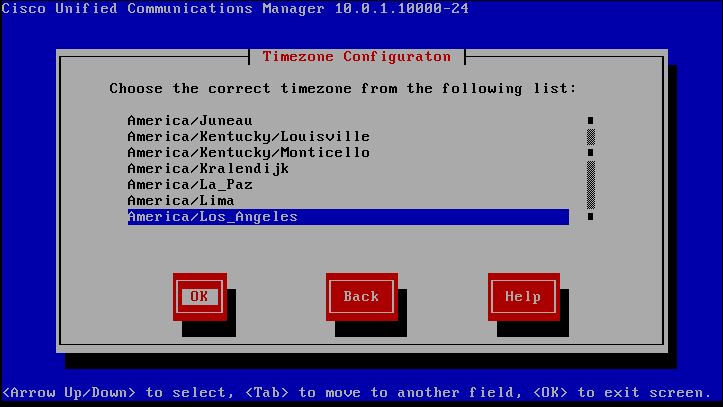 Cisco Unified Communications Manager 10.0.1.10000-24
Timezone Configuraton
Choose the correct timezone from the following list:
America/Juneau
America/Kentucky/Louisville
America/Kentucky/Monticello
America/Kralendijk
America/La_Paz
America/Lima
America/Los_Angeles
OK Back Help
<Arrow Up/Down> to select, <Tab> to move to another field, <OK> to exit screen.